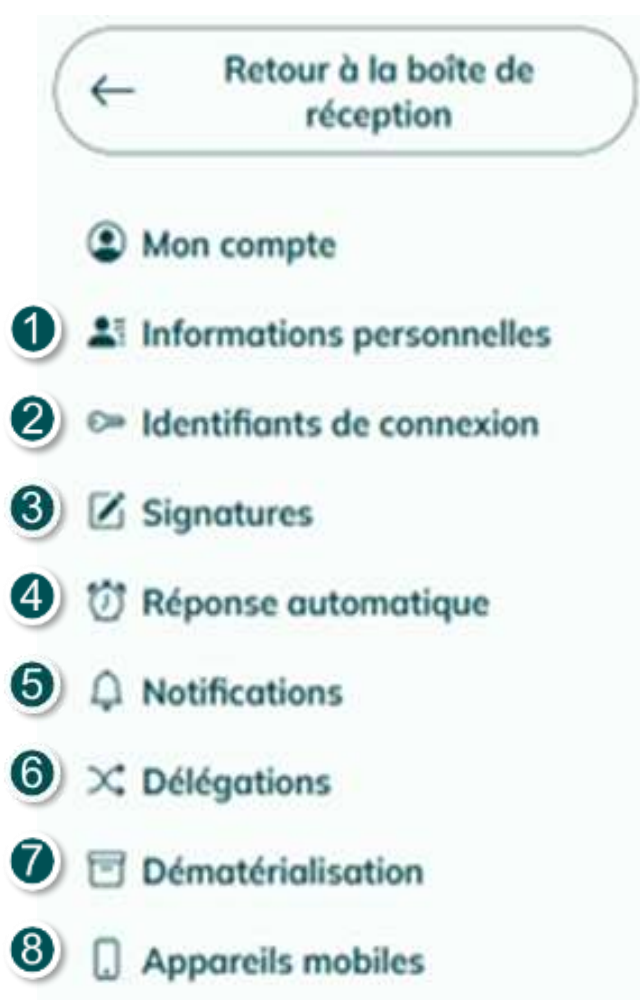 Retour à la boîte de
réception
Mon compte
1 Informations personnelles
2 Identifiants de connexion
3 Signatures
4 Réponse automatique
5 Notifications
6 Délégations
7 Dématérialisation
8 Appareils mobiles